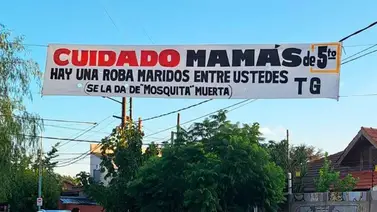 CUIDADO MAMÁS de 5to
HAY UNA ROBA MARIDOS ENTRE USTEDES
(SE LA DA DE "MOSQUITA" MUERTA) TG